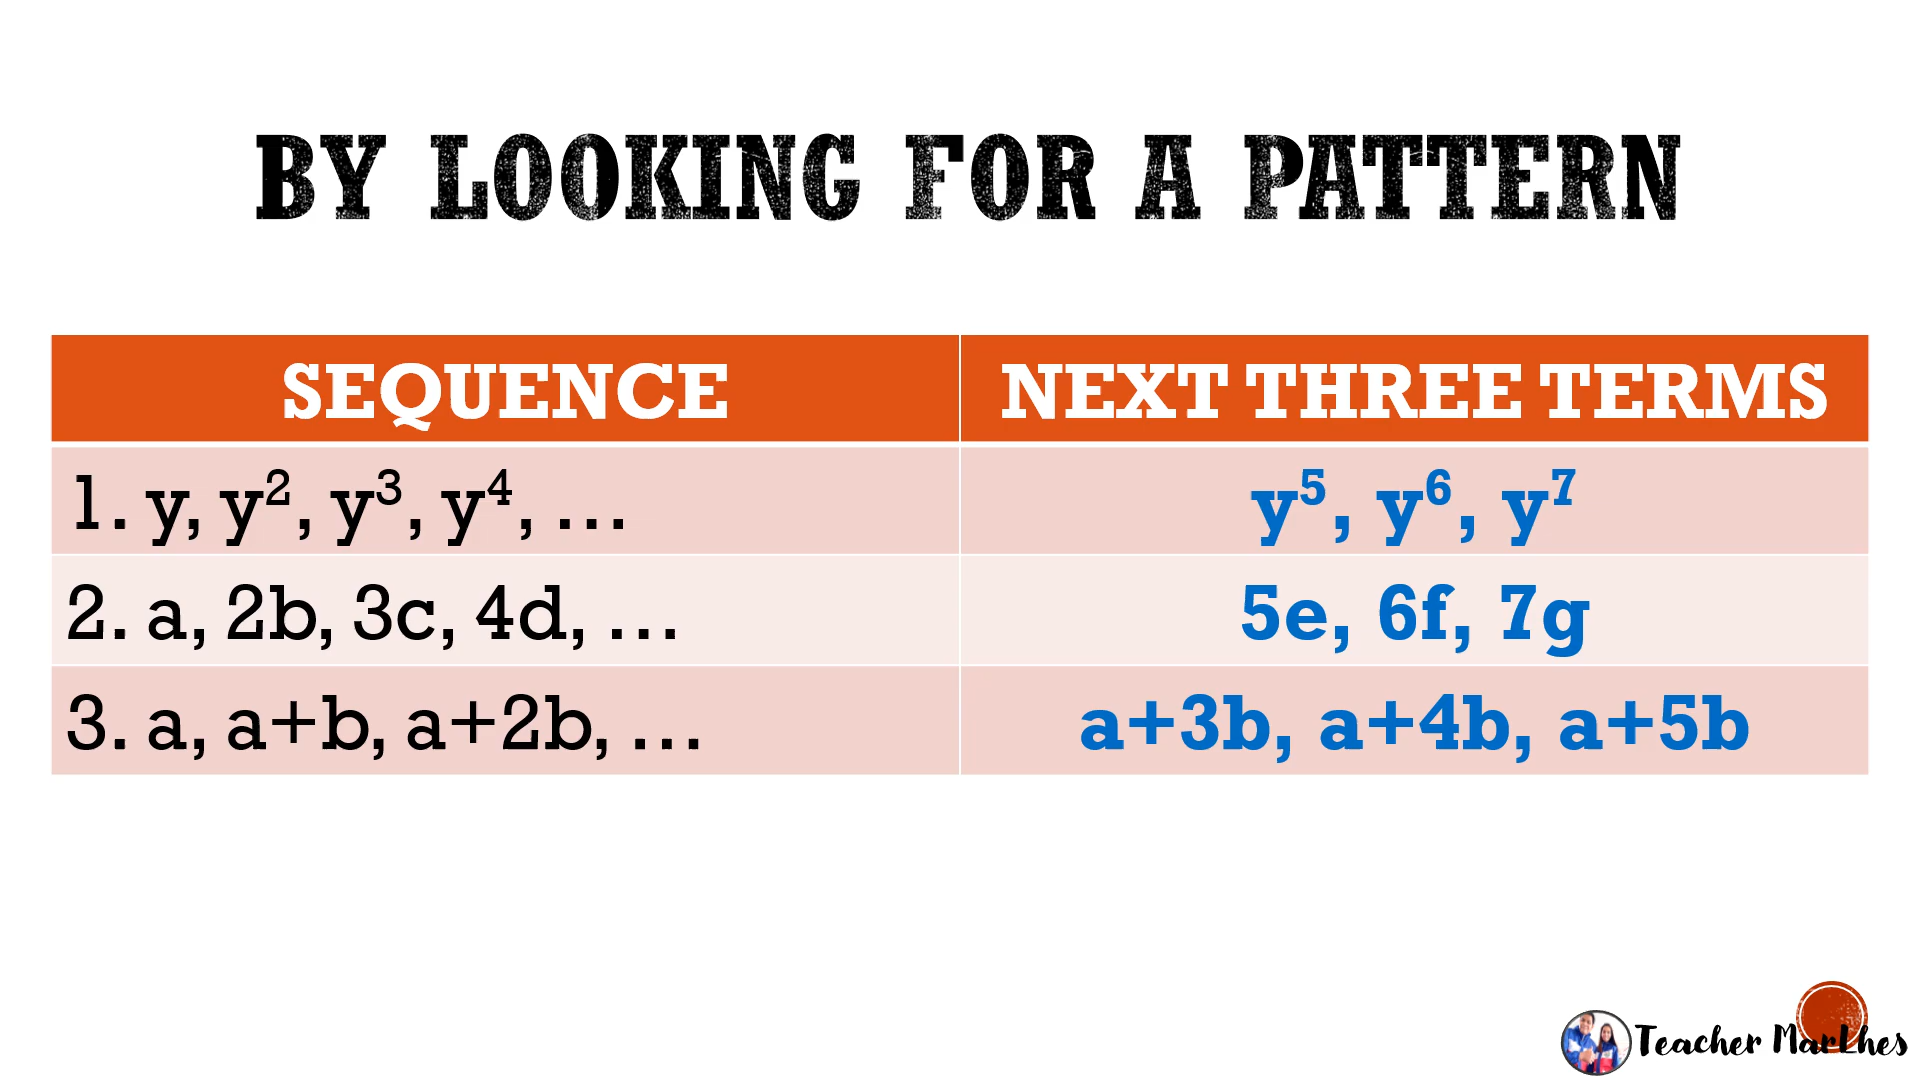 BY LOOKING FOR A PATTERN
SEQUENCE NEXT THREE TERMS
1. y, y², y³, y⁴, … y⁵, y⁶, y⁷
2. a, 2b, 3c, 4d, … 5e, 6f, 7g
3. a, a+b, a+2b, … a+3b, a+4b, a+5b
Teacher MarLhes